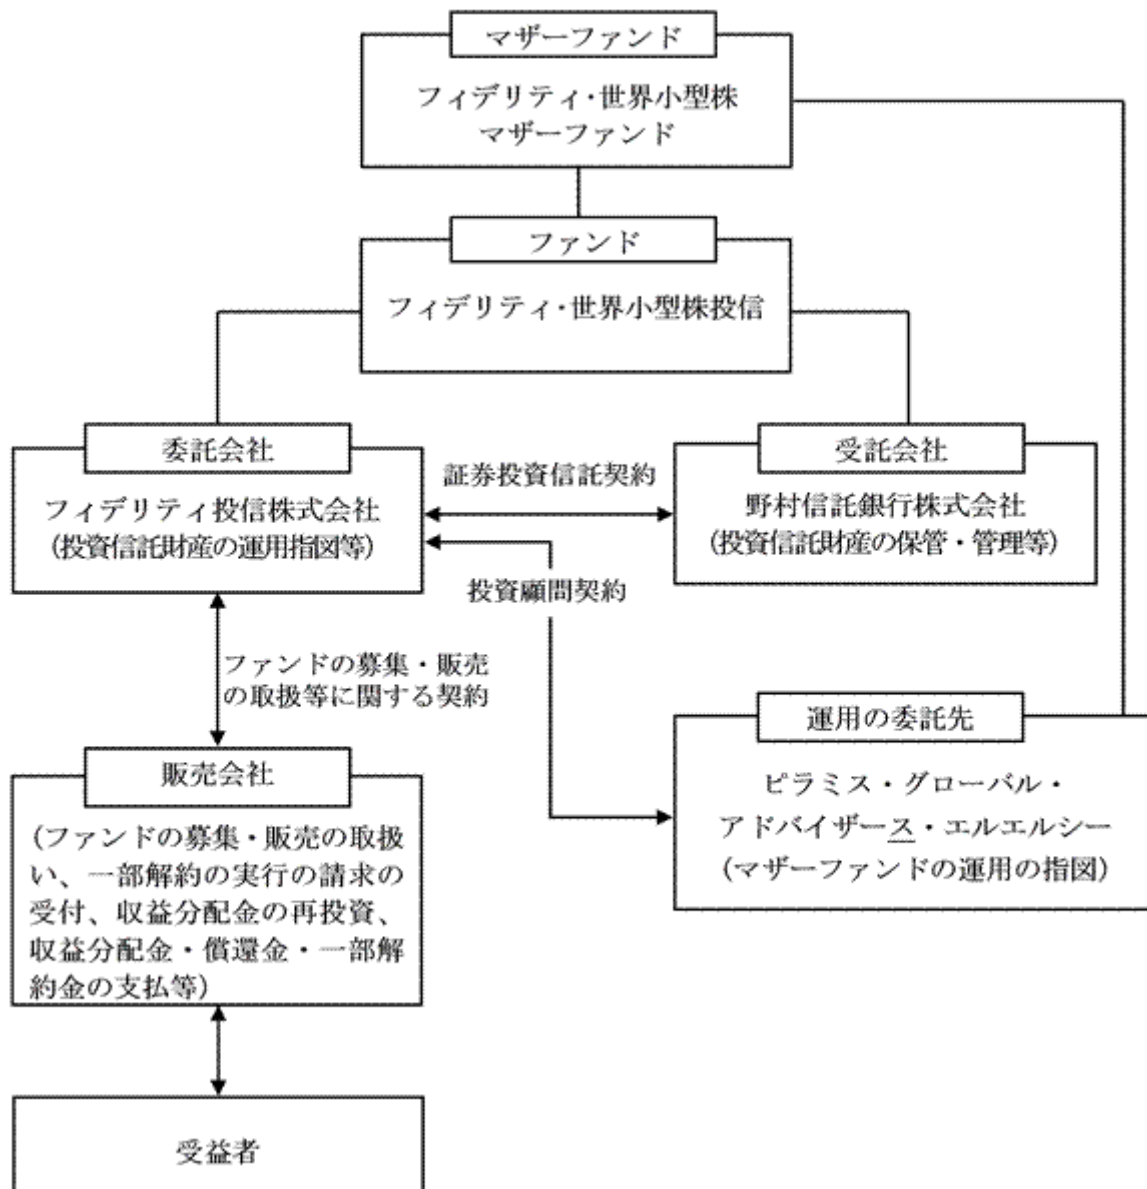 マザーファンド
フィデリティ・世界小型株
マザーファンド
ファンド
フィデリティ・世界小型株投信
委託会社
フィデリティ投信株式会社
(投資信託財産の運用指図等)
証券投資信託契約
受託会社
野村信託銀行株式会社
(投資信託財産の保管・管理等)
投資顧問契約
ファンドの募集・販売
の取扱等に関する契約
運用の委託先
ピラミス・グローバル・
アドバイザース・エルエルシー
(マザーファンドの運用の指図)
販売会社
(ファンドの募集・販売の取扱
い、一部解約の実行の請求の
受付、収益分配金の再投資、
収益分配金・償還金・一部解
約金の支払等)
受益者